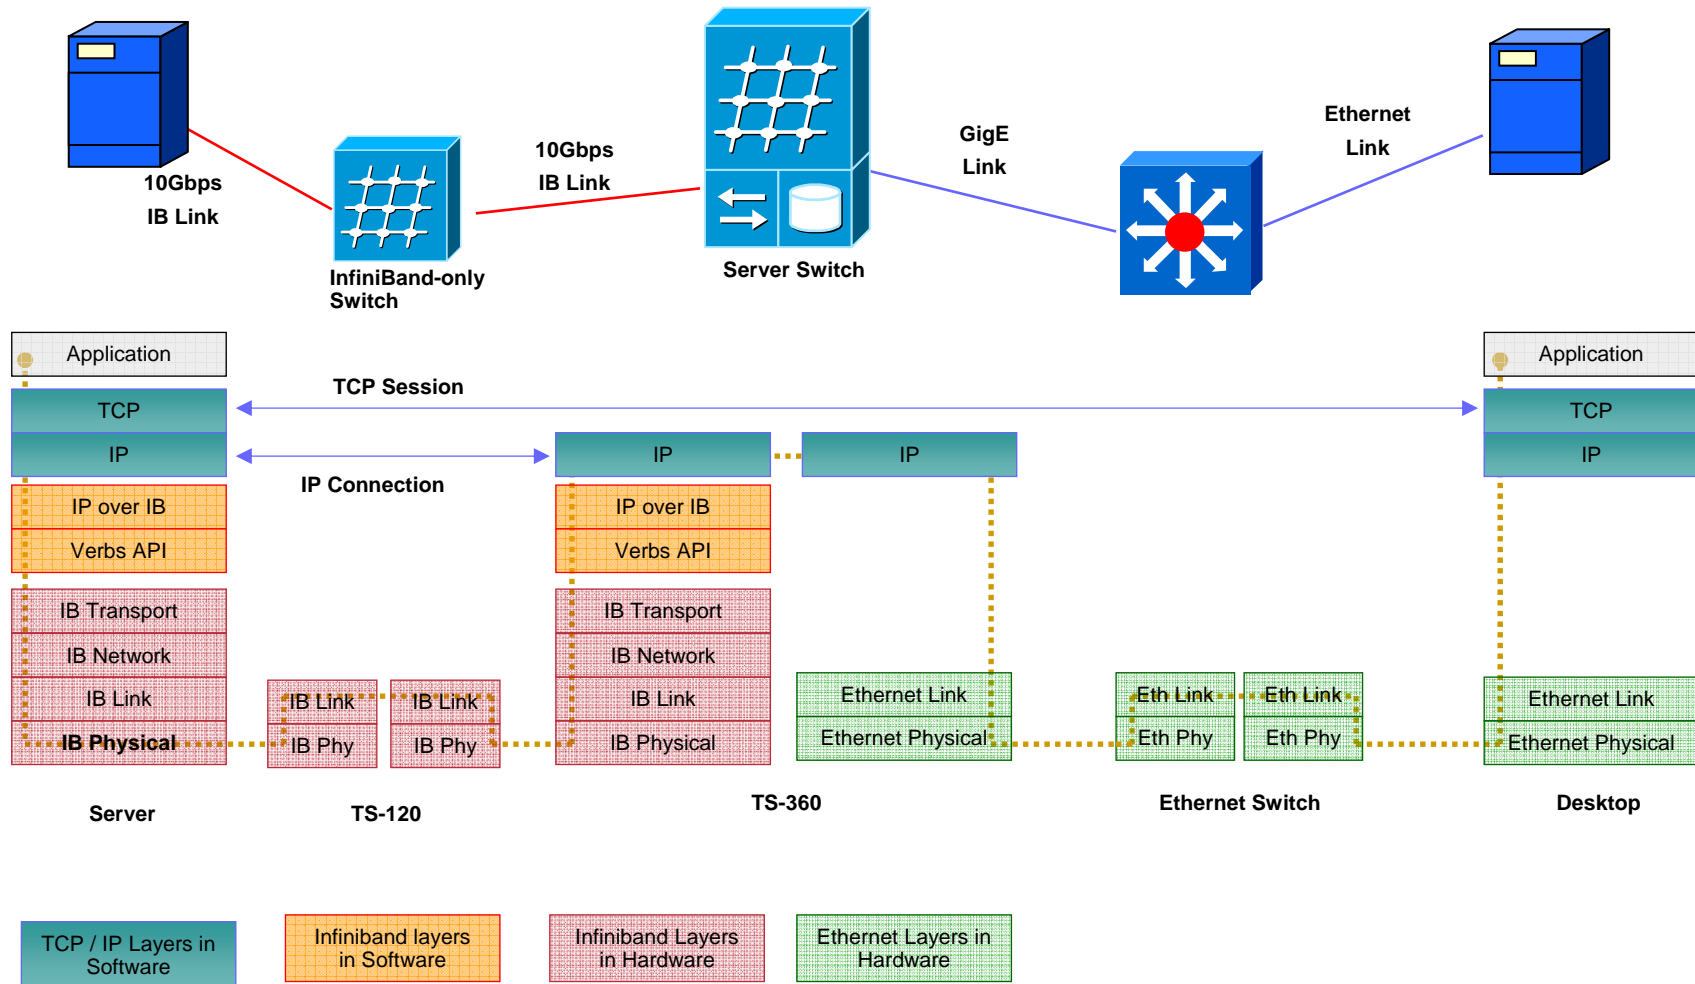 10Gbps
IB Link
InfiniBand-only
Switch
10Gbps
IB Link
Server Switch
GigE
Link
Ethernet
Link
Application
TCP
IP
IP over IB
Verbs API
IB Transport
IB Network
IB Link
IB Physical
Server
TCP Session
IP Connection
IB Link
IB Phy
IB Link
IB Phy
TS-120
IP
IP over IB
Verbs API
IB Transport
IB Network
IB Link
IB Physical
IP
Ethernet Link
Ethernet Physical
TS-360
Eth Link
Eth Phy
Eth Link
Eth Phy
Ethernet Switch
Application
TCP
IP
Ethernet Link
Ethernet Physical
Desktop
TCP / IP Layers in
Software
Infiniband layers
in Software
Infiniband Layers
in Hardware
Ethernet Layers in
Hardware